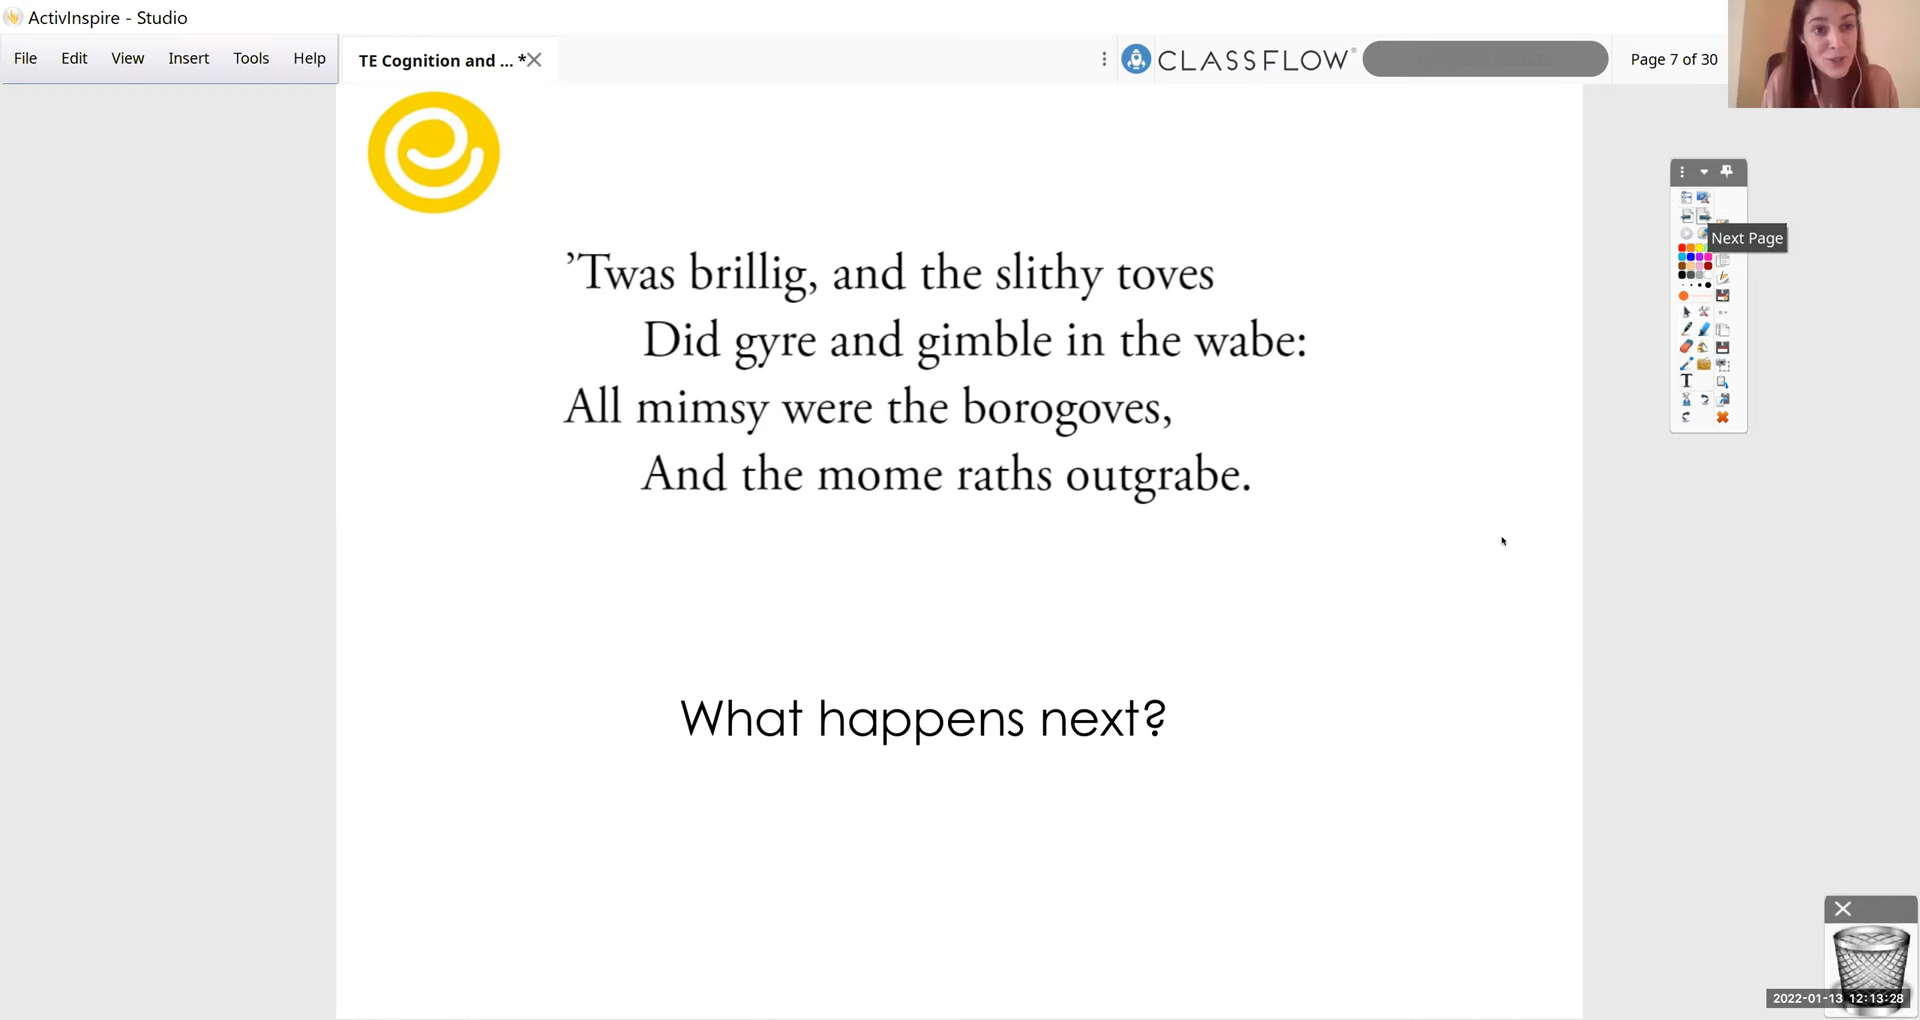 ActivInspire - Studio
File Edit View Insert Tools Help
TE Cognition and ... *
CLASSFLOW®
Page 7 of 30
Next Page
T
’Twas brillig, and the slithy toves
Did gyre and gimble in the wabe:
All mimsy were the borogoves,
And the mome raths outgrabe.
What happens next?
2022-01-13 12:13:28